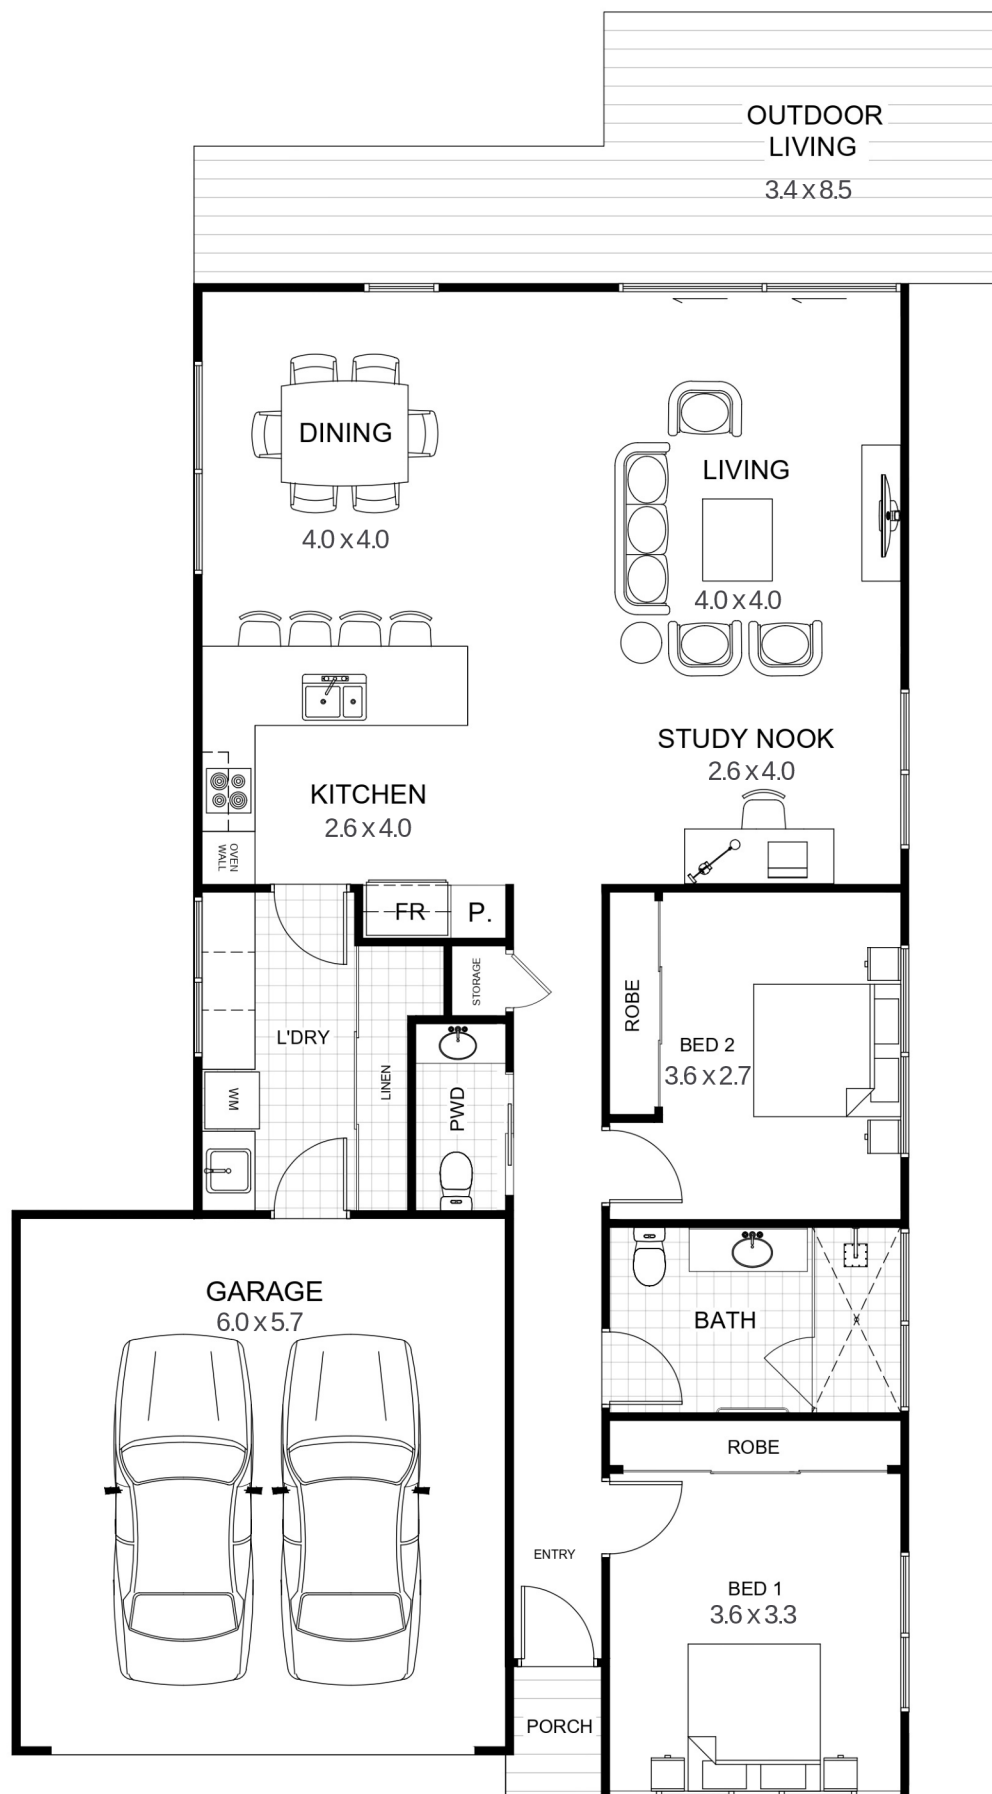 OUTDOOR
LIVING
3.4 x 8.5
DINING
4.0 x 4.0
LIVING
4.0 x 4.0
STUDY NOOK
2.6 x 4.0
KITCHEN
2.6 x 4.0
OVEN
WALL
FR
P.
STORAGE
ROBE
L'DRY
BED 2
3.6 x 2.7
LINEN
WM
PWD
GARAGE
6.0 x 5.7
BATH
ROBE
ENTRY
BED 1
3.6 x 3.3
PORCH